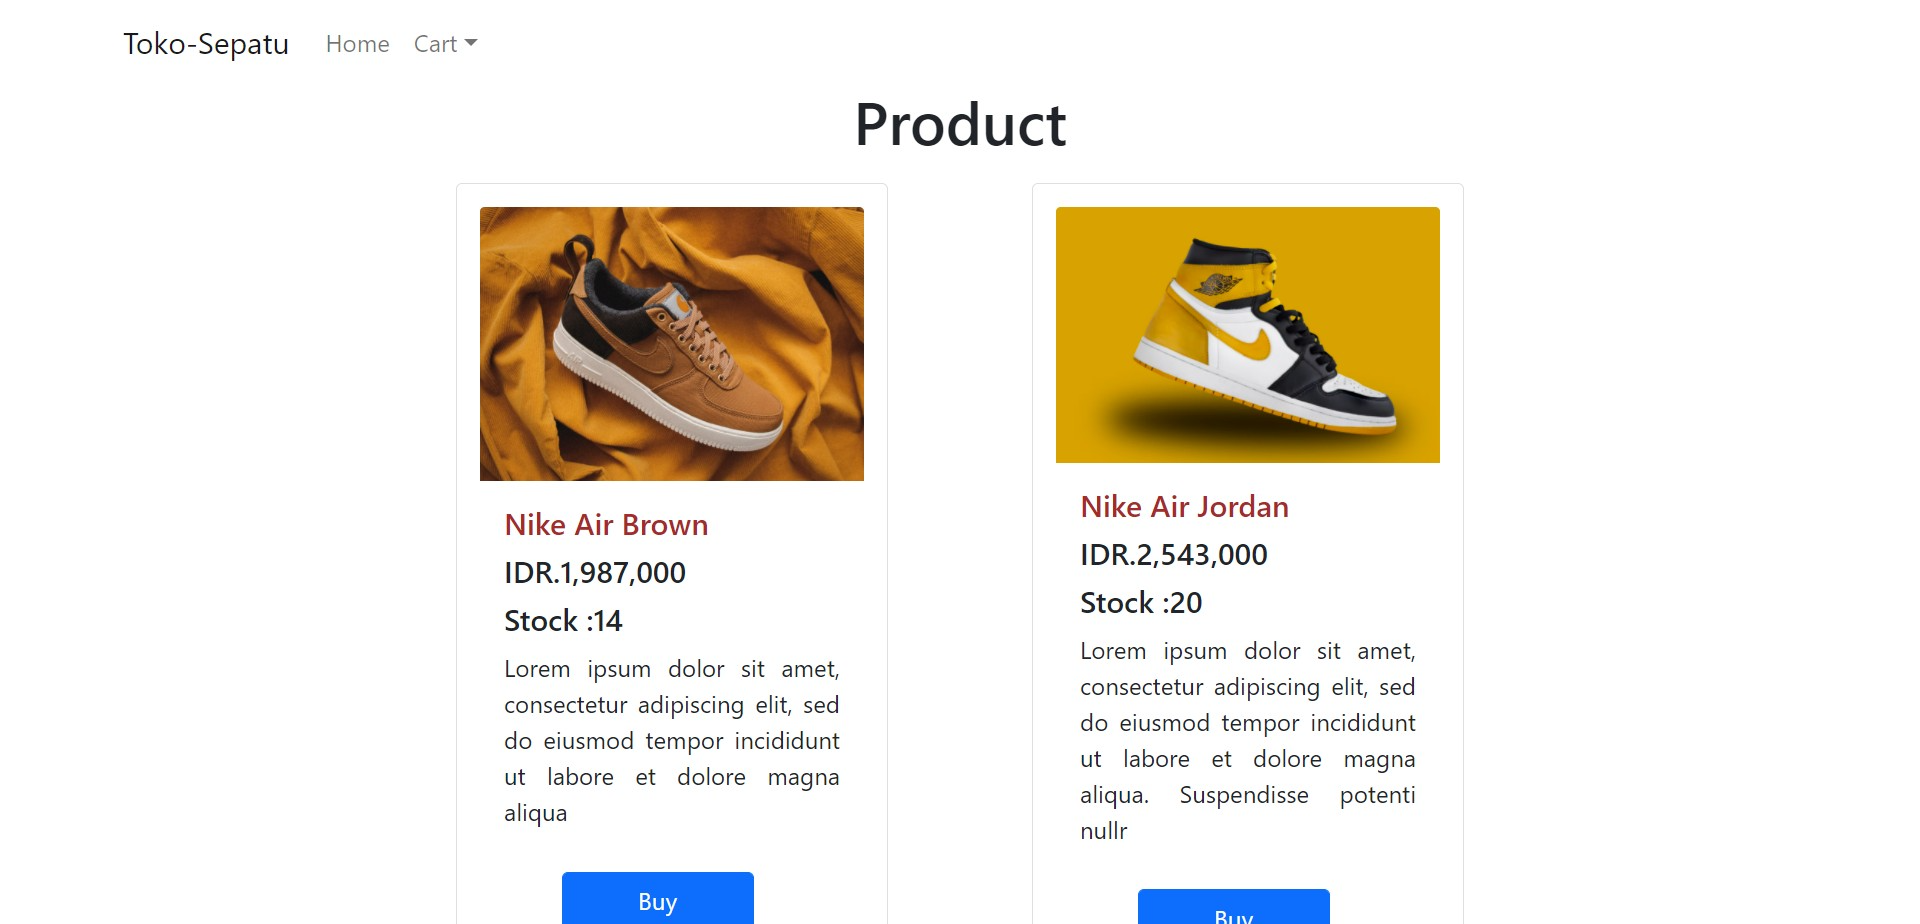 Toko-Sepatu Home Cart
Product
Nike Air Brown
IDR.1,987,000
Stock :14
Lorem ipsum dolor sit amet,
consectetur adipiscing elit, sed
do eiusmod tempor incididunt
ut labore et dolore magna
aliqua
Buy
Nike Air Jordan
IDR.2,543,000
Stock :20
Lorem ipsum dolor sit amet,
consectetur adipiscing elit, sed
do eiusmod tempor incididunt
ut labore et dolore magna
aliqua. Suspendisse potenti
nullr
Buy